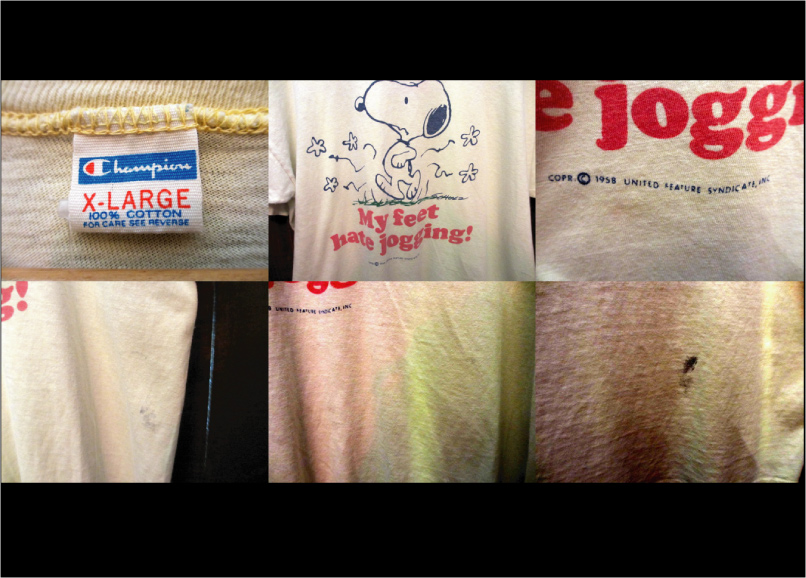 Champion
X-LARGE
100% COTTON
FOR CARE SEE REVERSE
My feet
hate jogging!
e joggi
COPR. © 1958 UNITED FEATURE SYNDICATE, INC
g!
UNITED FEATURE SYNDICATE, INC